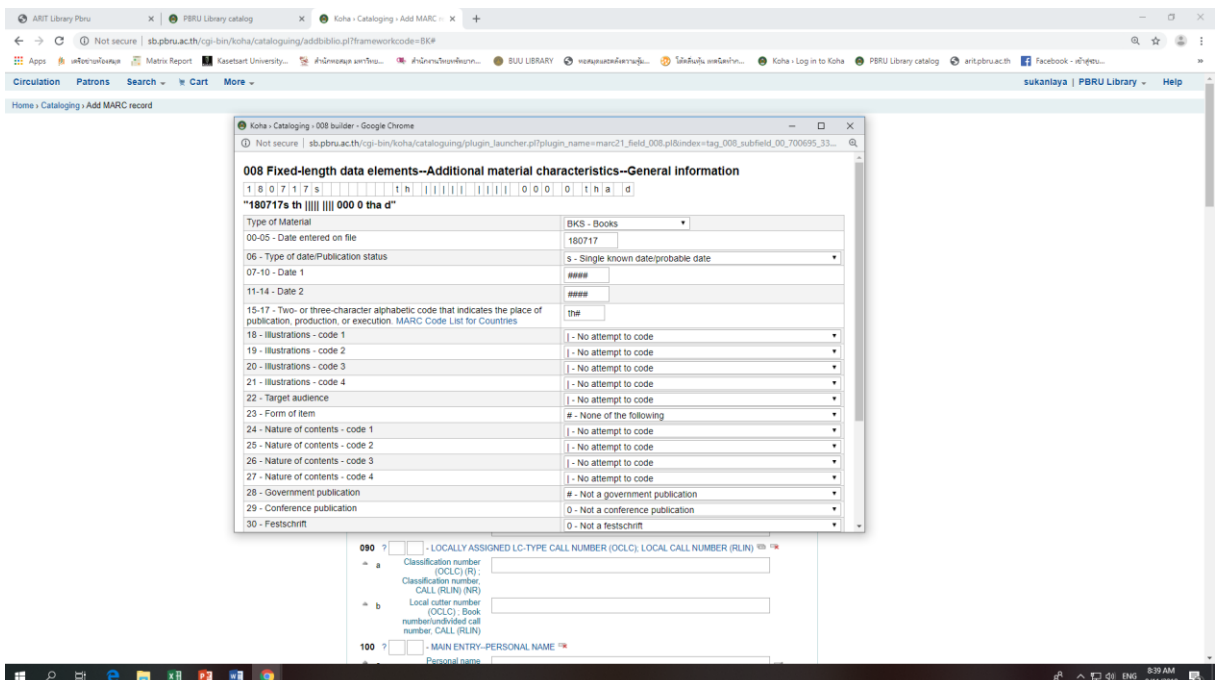 ARIT Library Pbru
PBRU Library catalog
Koha › Cataloging › Add MARC
Not secure | sb.pbru.ac.th/cgi-bin/koha/cataloguing/addbiblio.pl?frameworkcode=BK#
Apps
Matrix Report
Kasetsart University...
BUU LIBRARY
Koha › Log in to Koha
PBRU Library catalog
arit.pbru.ac.th
Circulation Patrons Search Cart More
sukanlaya | PBRU Library Help
Home › Cataloging › Add MARC record
Koha › Cataloging › 008 builder - Google Chrome
Not secure | sb.pbru.ac.th/cgi-bin/koha/cataloguing/plugin_launcher.pl?plugin_name=marc21_field_008.pl&index=tag_008_subfield_00_700695_33...
008 Fixed-length data elements--Additional material characteristics--General information
1 8 0 7 1 7 s t h | | | | | | | | | 0 0 0 0 t h a d
"180717s th ||||| |||| 000 0 tha d"
Type of Material BKS - Books
00-05 - Date entered on file 180717
06 - Type of date/Publication status s - Single known date/probable date
07-10 - Date 1 ####
11-14 - Date 2 ####
15-17 - Two- or three-character alphabetic code that indicates the place of
publication, production, or execution. MARC Code List for Countries th#
18 - Illustrations - code 1 | - No attempt to code
19 - Illustrations - code 2 | - No attempt to code
20 - Illustrations - code 3 | - No attempt to code
21 - Illustrations - code 4 | - No attempt to code
22 - Target audience | - No attempt to code
23 - Form of item # - None of the following
24 - Nature of contents - code 1 | - No attempt to code
25 - Nature of contents - code 2 | - No attempt to code
26 - Nature of contents - code 3 | - No attempt to code
27 - Nature of contents - code 4 | - No attempt to code
28 - Government publication # - Not a government publication
29 - Conference publication 0 - Not a conference publication
30 - Festschrift 0 - Not a festschrift
090 ? - LOCALLY ASSIGNED LC-TYPE CALL NUMBER (OCLC); LOCAL CALL NUMBER (RLIN)
a Classification number
(OCLC) (R) ;
Classification number,
CALL (RLIN) (NR)
b Local cutter number
(OCLC) ; Book
number/undivided call
number, CALL (RLIN)
100 ? - MAIN ENTRY--PERSONAL NAME
Personal name
ENG
8:39 AM